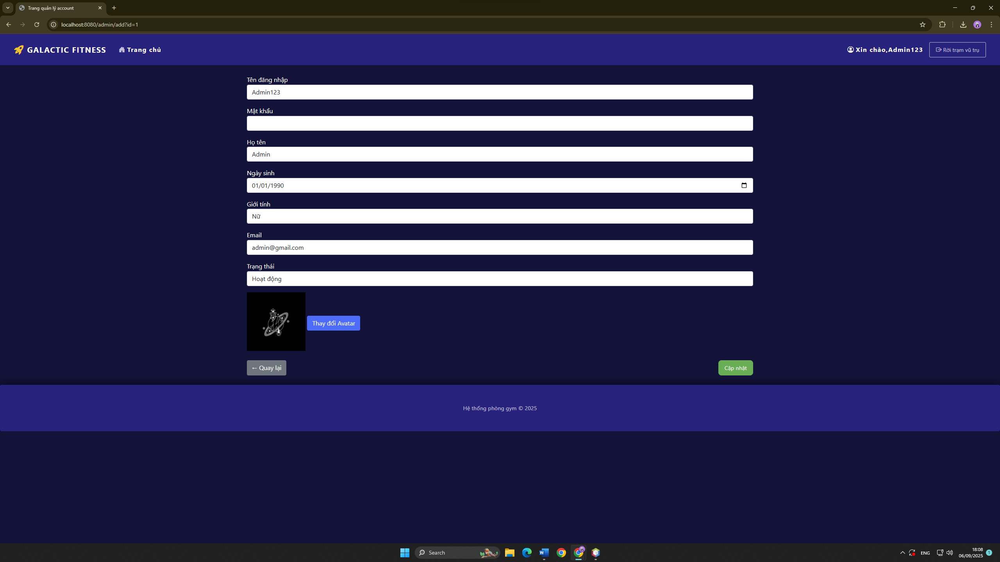 Trang quản lý account
localhost:8080/admin/add?id=1
GALACTIC FITNESS
Trang chủ
Xin chào,Admin123
Rời trạm vũ trụ
Tên đăng nhập
Admin123
Mật khẩu
Họ tên
Admin
Ngày sinh
01/01/1990
Giới tính
Nữ
Email
admin@gmail.com
Trạng thái
Hoạt động
Thay đổi Avatar
← Quay lại
Cập nhật
Hệ thống phòng gym © 2025
Search
ENG
18:08
06/09/2025
1